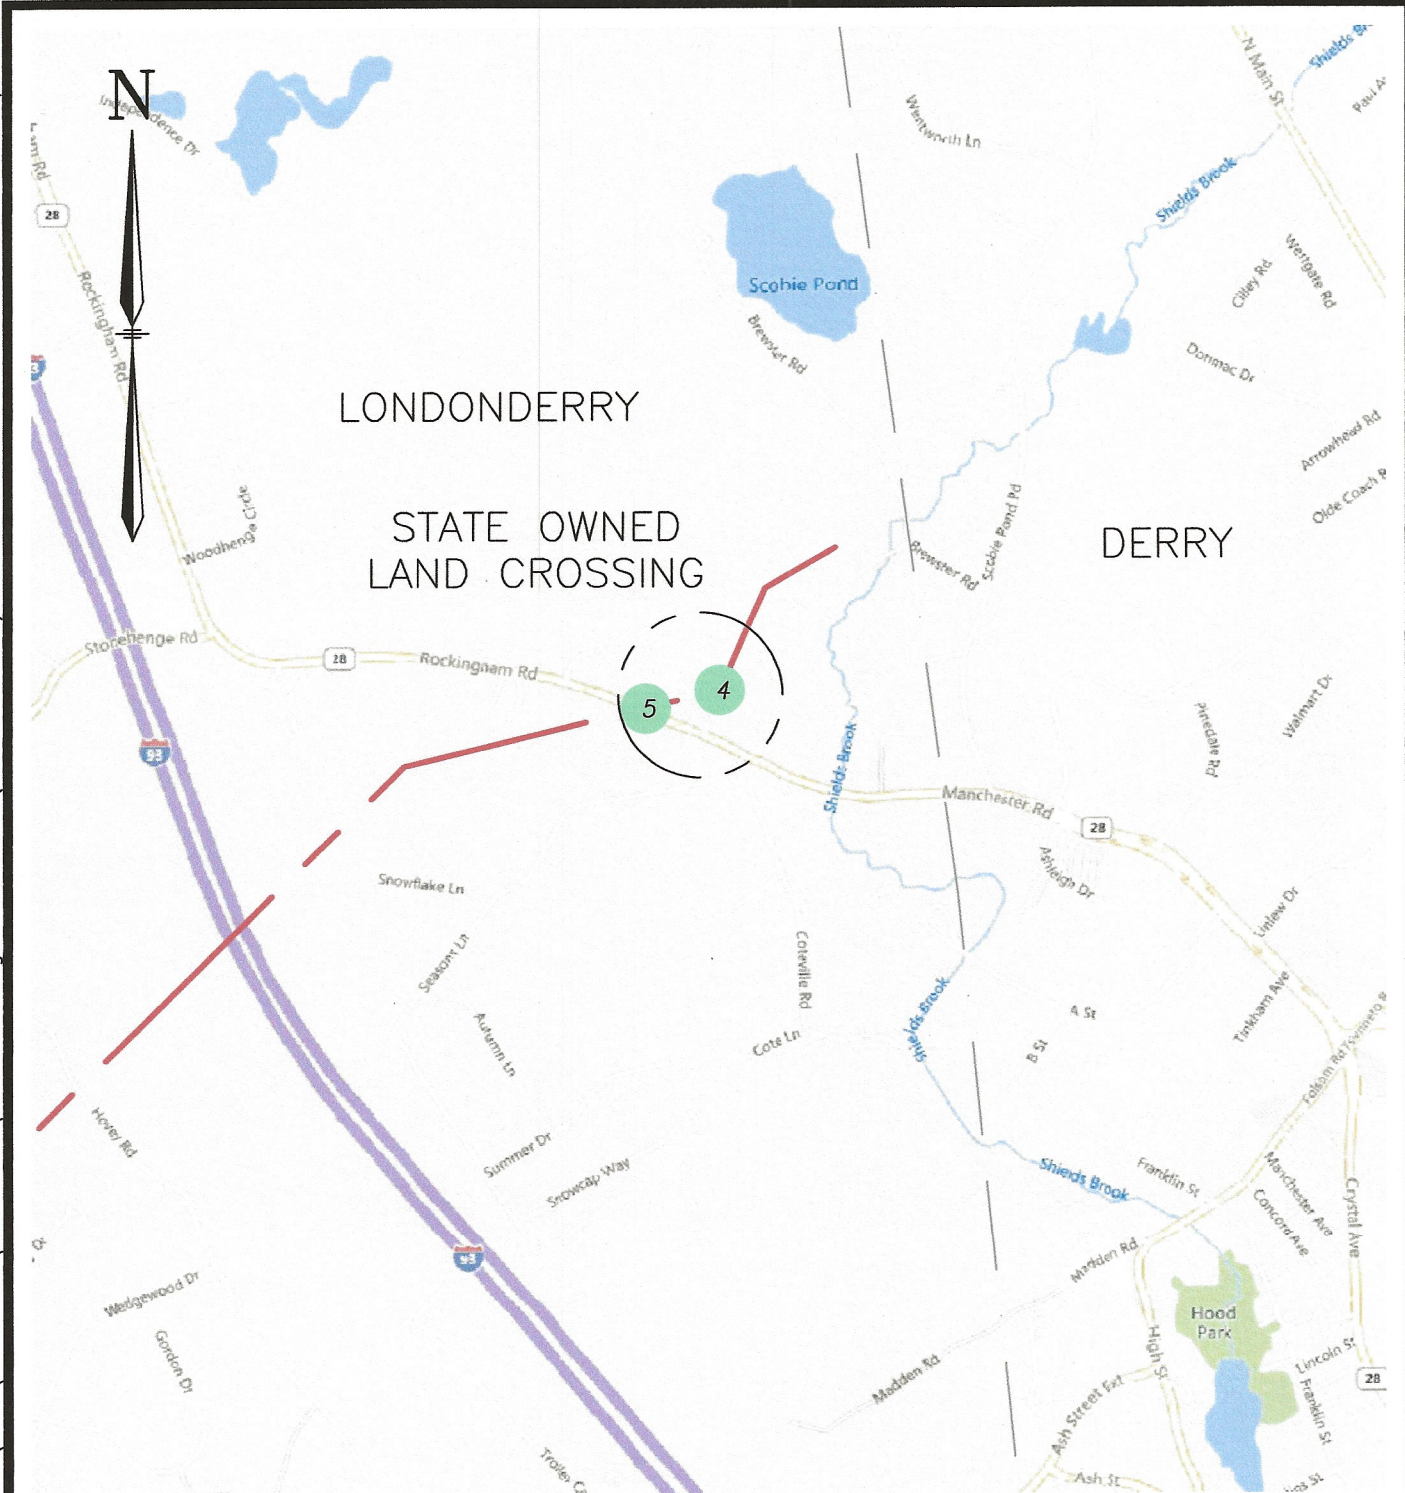 N
Independence Dr
28
Rockingham Rd
Wentworth Ln
N Main St
Shields
Shields Brook
Scobie Pond
Brewster Rd
Cilley Rd
Westgate Rd
Donmac Dr
Arrowhead Rd
Olde Coach
LONDONDERRY
STATE OWNED
LAND CROSSING
DERRY
Woodhenge Circle
Brewster Rd
Scobie Pond Rd
Stonehenge Rd
28
Rockingham Rd
5
4
93
Shields Brook
Pinedale Rd
Walmart Dr
Manchester Rd
28
Ashleigh Dr
Linlew Dr
Snowflake Ln
Seasons Ln
Autumn Ln
Coteville Rd
Cote Ln
Shields Brook
A St
B St
Tinkham Ave
Folsom Rd
Hovey Rd
Summer Dr
Snowcap Way
Shields Brook
Franklin St
Manchester Ave
Concord Ave
Crystal Ave
Madden Rd
93
Wedgewood Dr
Gordon Dr
Hood
Park
High St
Lincoln St
28
Franklin St
Madden Rd
Ash Street Ext
Ash St